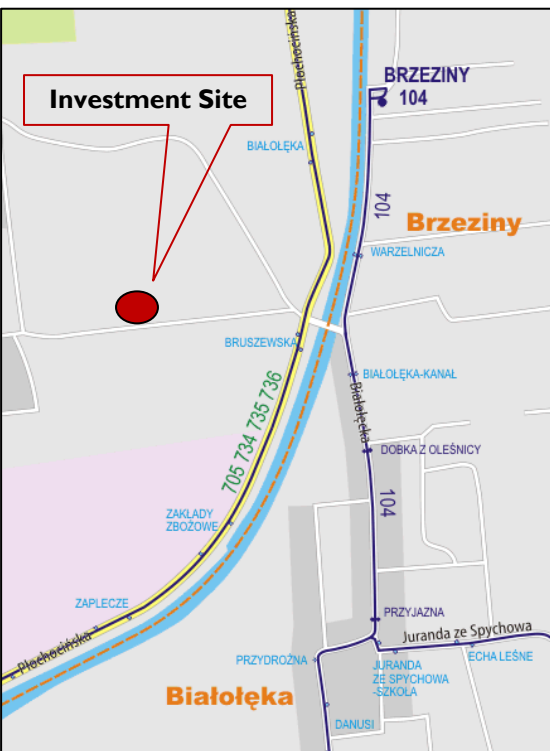 Płochocińska
BRZEZINY
104
Investment Site
BIAŁOŁĘKA
104
Brzeziny
WARZELNICZA
BRUSZEWSKA
BIAŁOŁĘKA-KANAŁ
Białołęcka
705 734 735 736
DOBKA Z OLEŚNICY
104
ZAKŁADY
ZBOŻOWE
ZAPLECZE
PRZYJAZNA
Juranda ze Spychowa
Płochocińska
PRZYDROŻNA
JURANDA
ZE SPYCHOWA
-SZKOŁA
ECHA LEŚNE
Białołęka
DANUSI